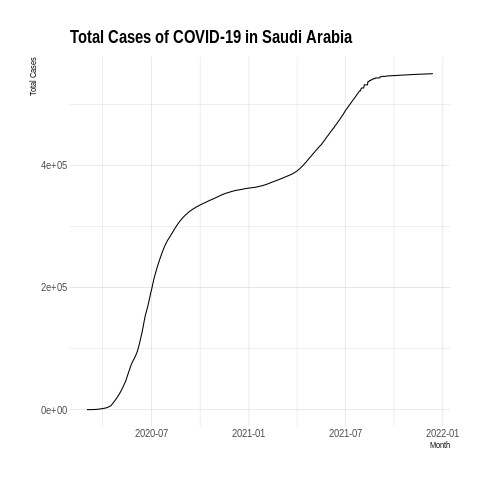 Total Cases of COVID-19 in Saudi Arabia
Total Cases
4e+05
2e+05
0e+00
2020-07
2021-01
2021-07
2022-01
Month